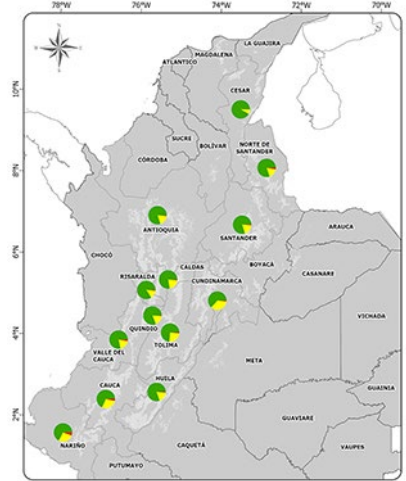 78°W 76°W 74°W 72°W 70°W
LA GUAJIRA
MAGDALENA
ATLANTICO
CESAR
10°N
SUCRE
BOLÍVAR
NORTE DE
SANTANDER
CÓRDOBA
8°N
ANTIOQUIA
SANTANDER
ARAUCA
6°N
CHOCÓ
BOYACÁ
CALDAS
RISARALDA
CUNDINAMARCA
CASANARE
VICHADA
QUINDIO
TOLIMA
4°N
VALLE DEL
CAUCA
META
HUILA
CAUCA
GUAINIA
2°N
GUAVIARE
NARIÑO
CAQUETÁ
VAUPES
PUTUMAYO